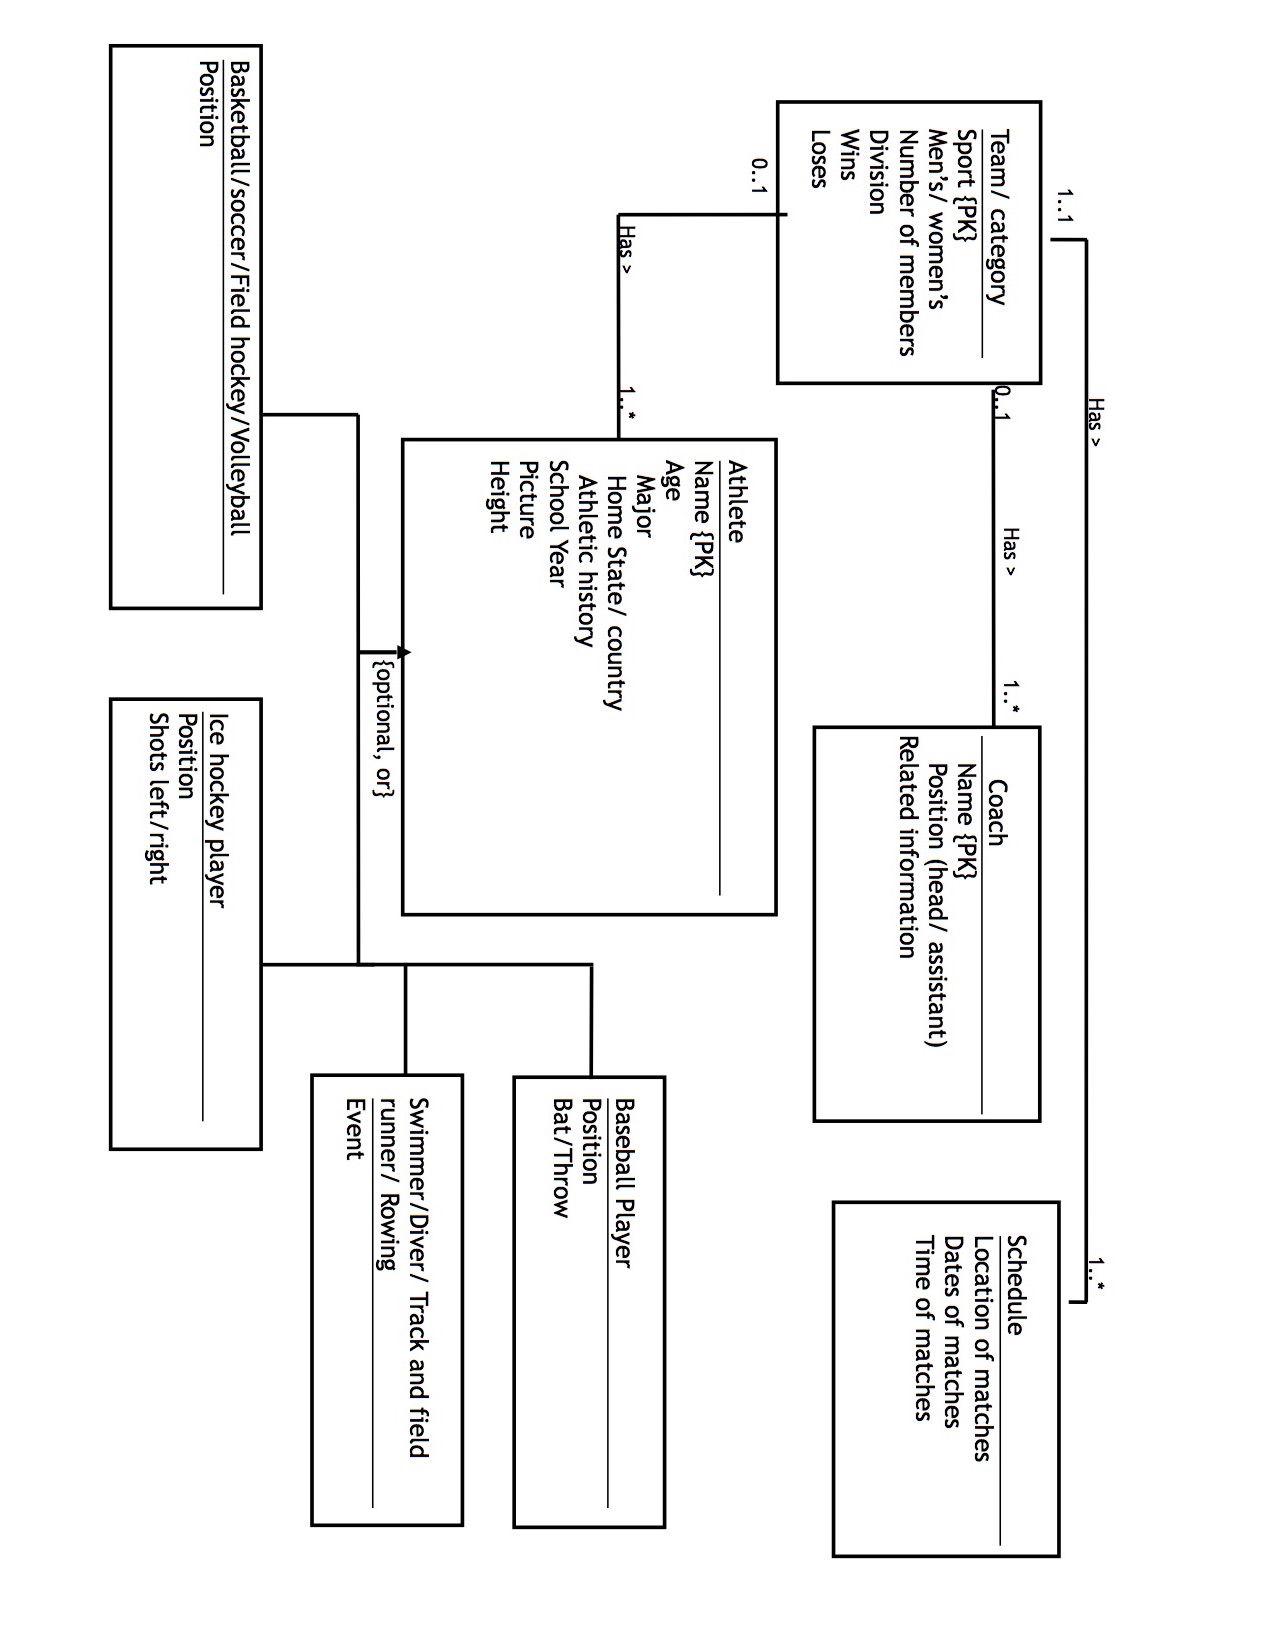 1..1
Has >
1..*
Team/ category
Sport {PK}
Men's/ women's
Number of members
Division
Wins
Loses
0..1
Has >
1..*
Coach
Name {PK}
Position (head/ assistant)
Related information
Schedule
Location of matches
Dates of matches
Time of matches
0..1
Has >
1..*
Athlete
Name {PK}
Age
Major
Home State/ country
Athletic history
School Year
Picture
Height
{optional, or}
Baseball Player
Position
Bat/Throw
Swimmer/Diver/ Track and field
runner/ Rowing
Event
Basketball/soccer/Field hockey/Volleyball
Position
Ice hockey player
Position
Shots left/right